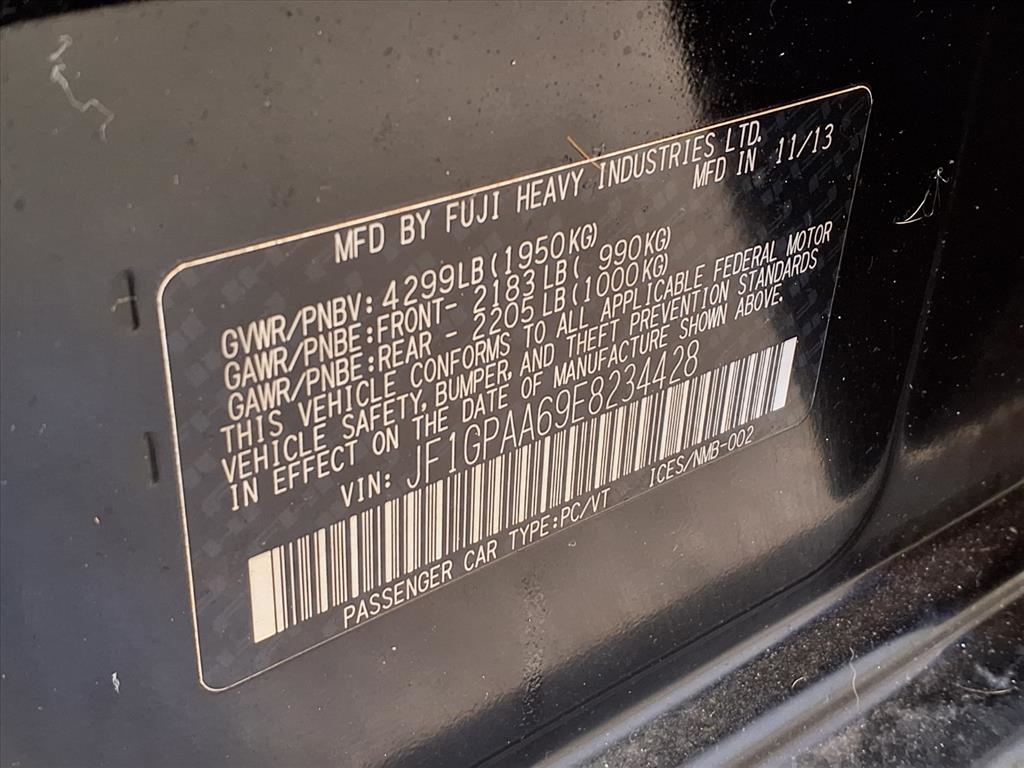 MFD BY FUJI HEAVY INDUSTRIES LTD.
MFD IN 11/13
GVWR/PNBV: 4299LB (1950KG)
GAWR/PNBE:FRONT- 2183LB ( 990KG)
GAWR/PNBE:REAR - 2205LB (1000KG)
THIS VEHICLE CONFORMS TO ALL APPLICABLE FEDERAL MOTOR
VEHICLE SAFETY, BUMPER, AND THEFT PREVENTION STANDARDS
IN EFFECT ON THE DATE OF MANUFACTURE SHOWN ABOVE.
VIN: JF1GPAA69E8234428
PASSENGER CAR TYPE:PC/VT ICES/NMB-002